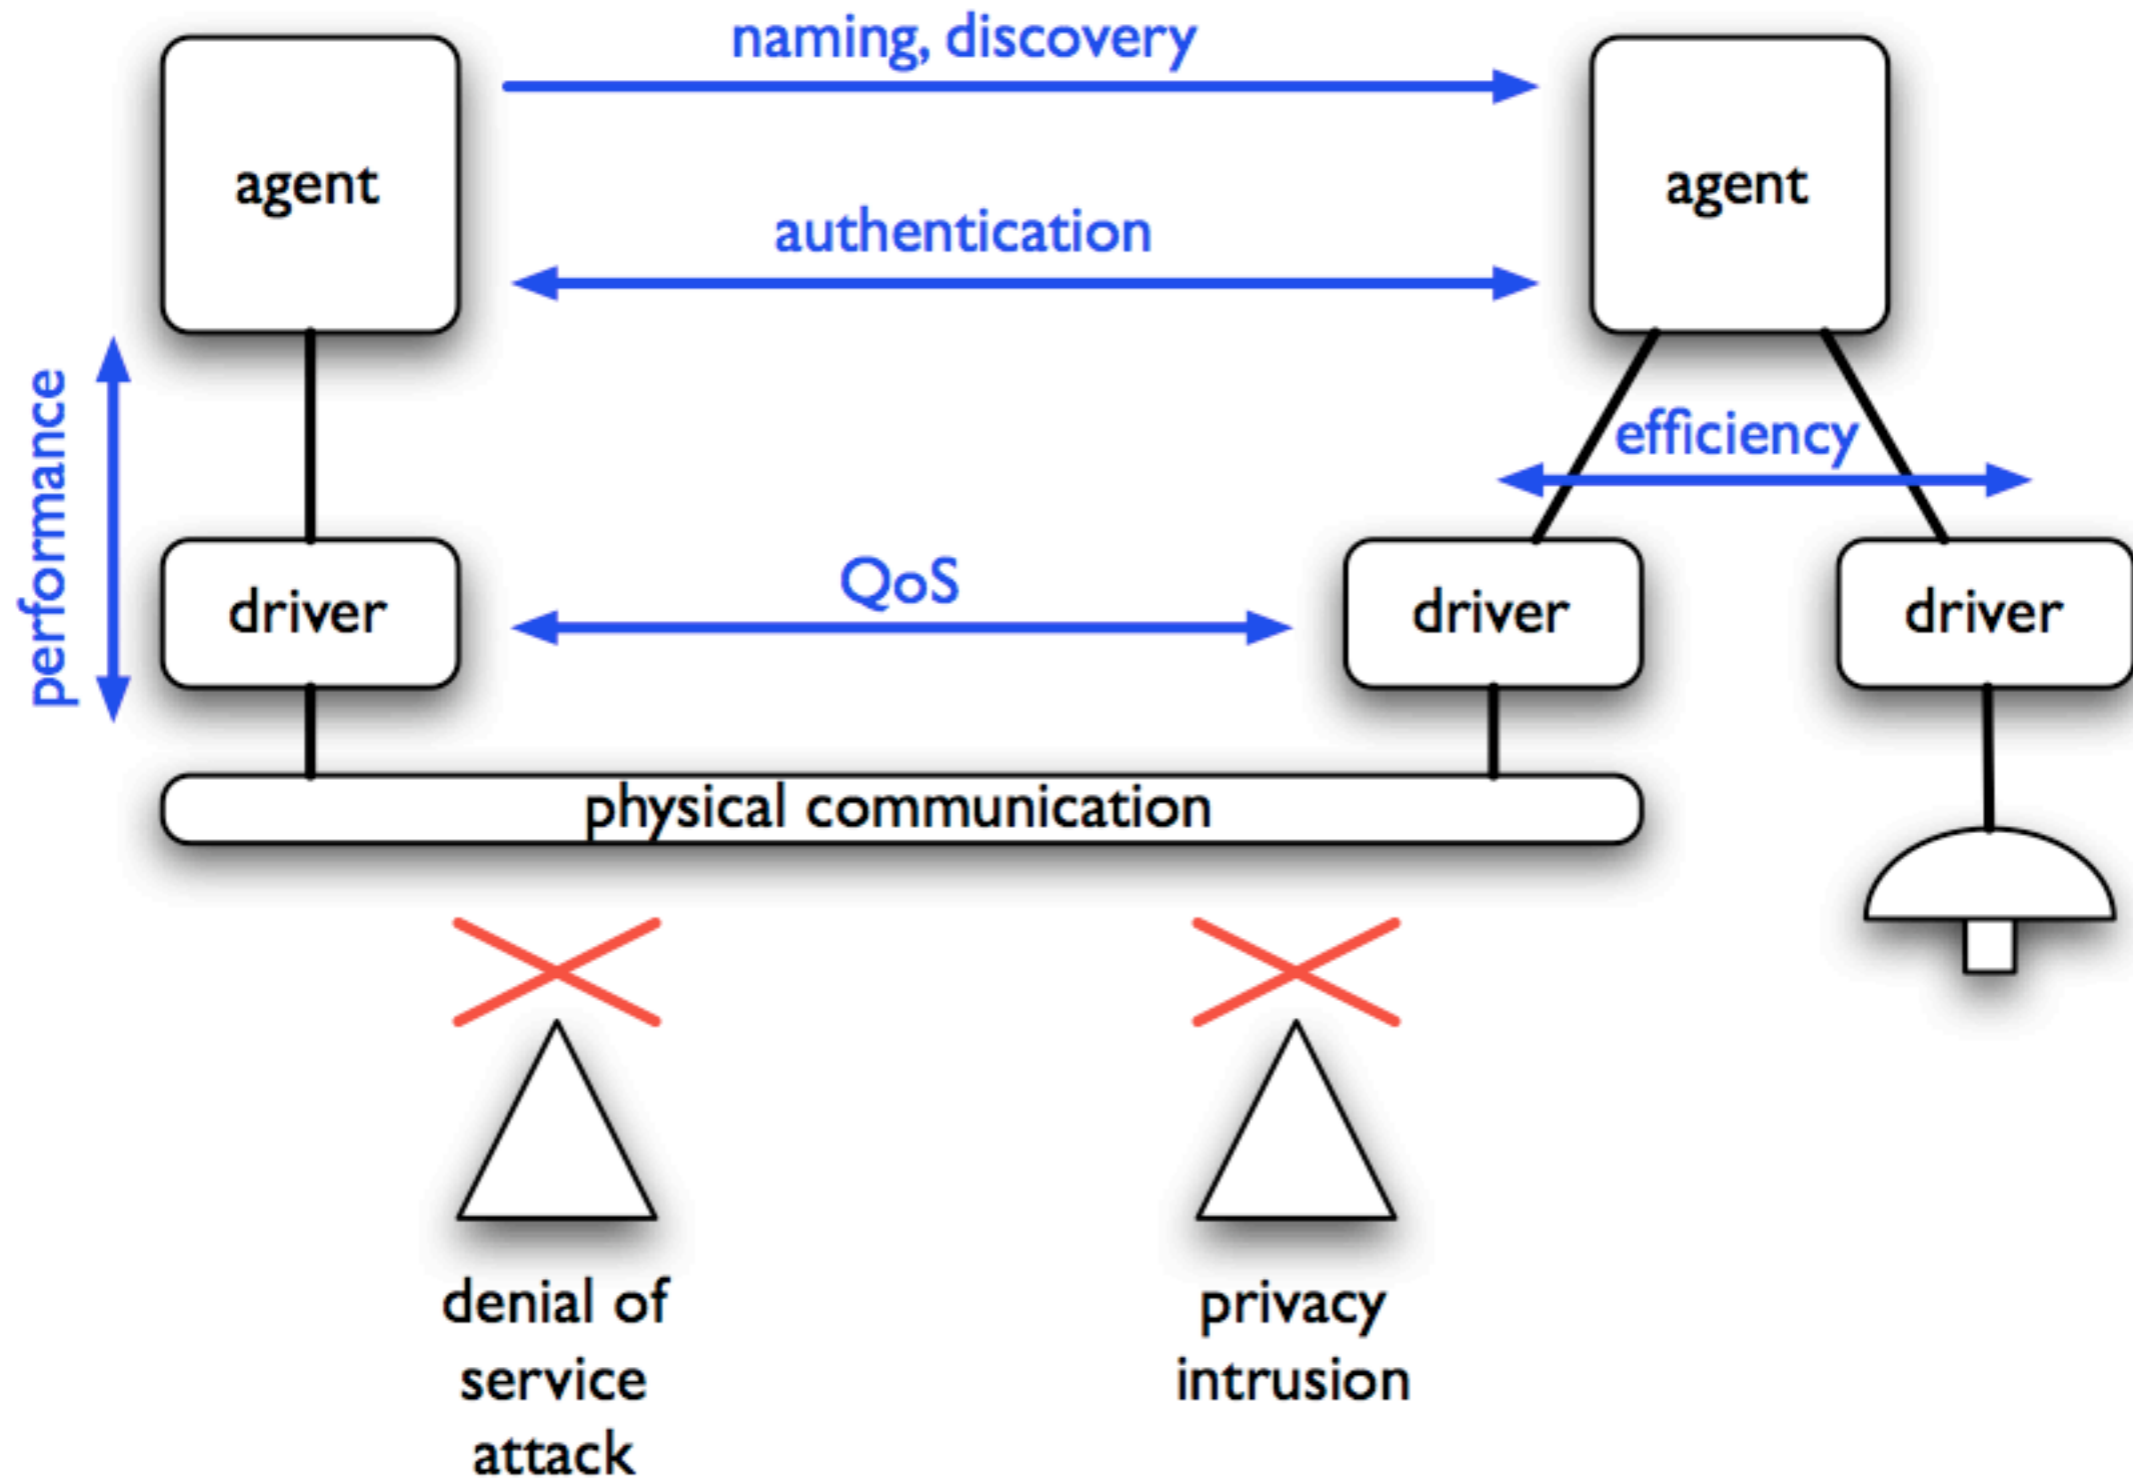 naming, discovery
agent
agent
authentication
performance
efficiency
QoS
driver
driver
driver
physical communication
denial of
service
attack
privacy
intrusion